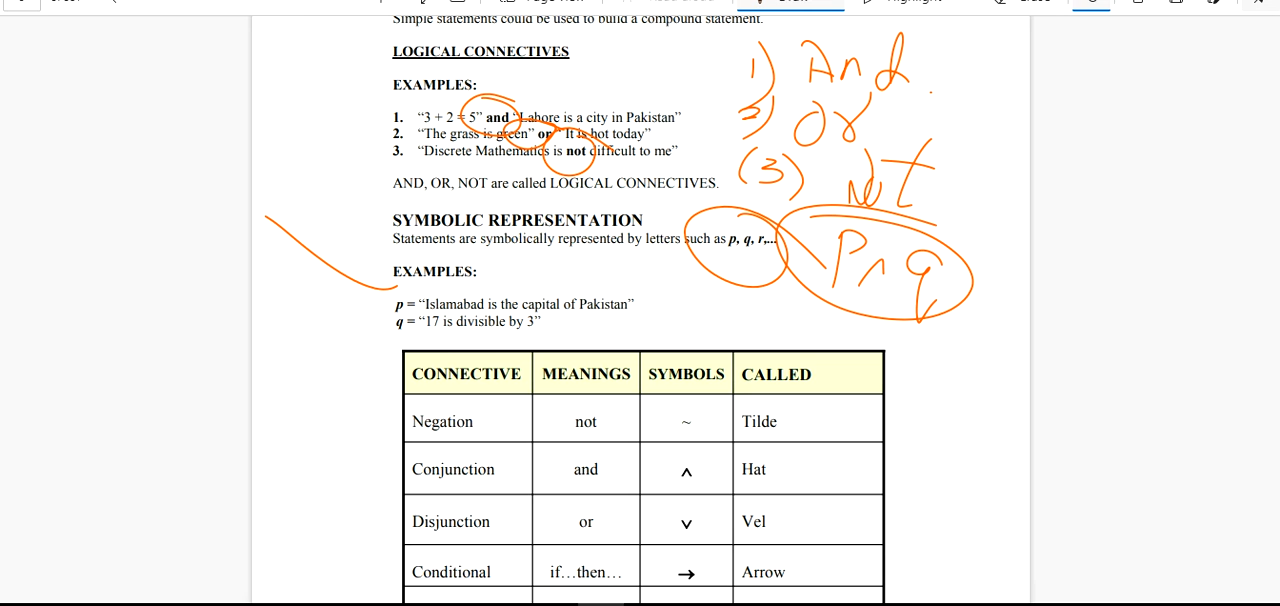 Simple statements could be used to build a compound statement.
LOGICAL CONNECTIVES
EXAMPLES:
1. “3 + 2 = 5” and “Lahore is a city in Pakistan”
2. “The grass is green” or “ It is hot today”
3. “Discrete Mathematics is not difficult to me”
AND, OR, NOT are called LOGICAL CONNECTIVES.
1) And
2) Or
(3) Not
SYMBOLIC REPRESENTATION
Statements are symbolically represented by letters such as p, q, r,...
P ∧ q
EXAMPLES:
p = “Islamabad is the capital of Pakistan”
q = “17 is divisible by 3”
CONNECTIVE MEANINGS SYMBOLS CALLED
Negation not ~ Tilde
Conjunction and ∧ Hat
Disjunction or ∨ Vel
Conditional if…then… → Arrow